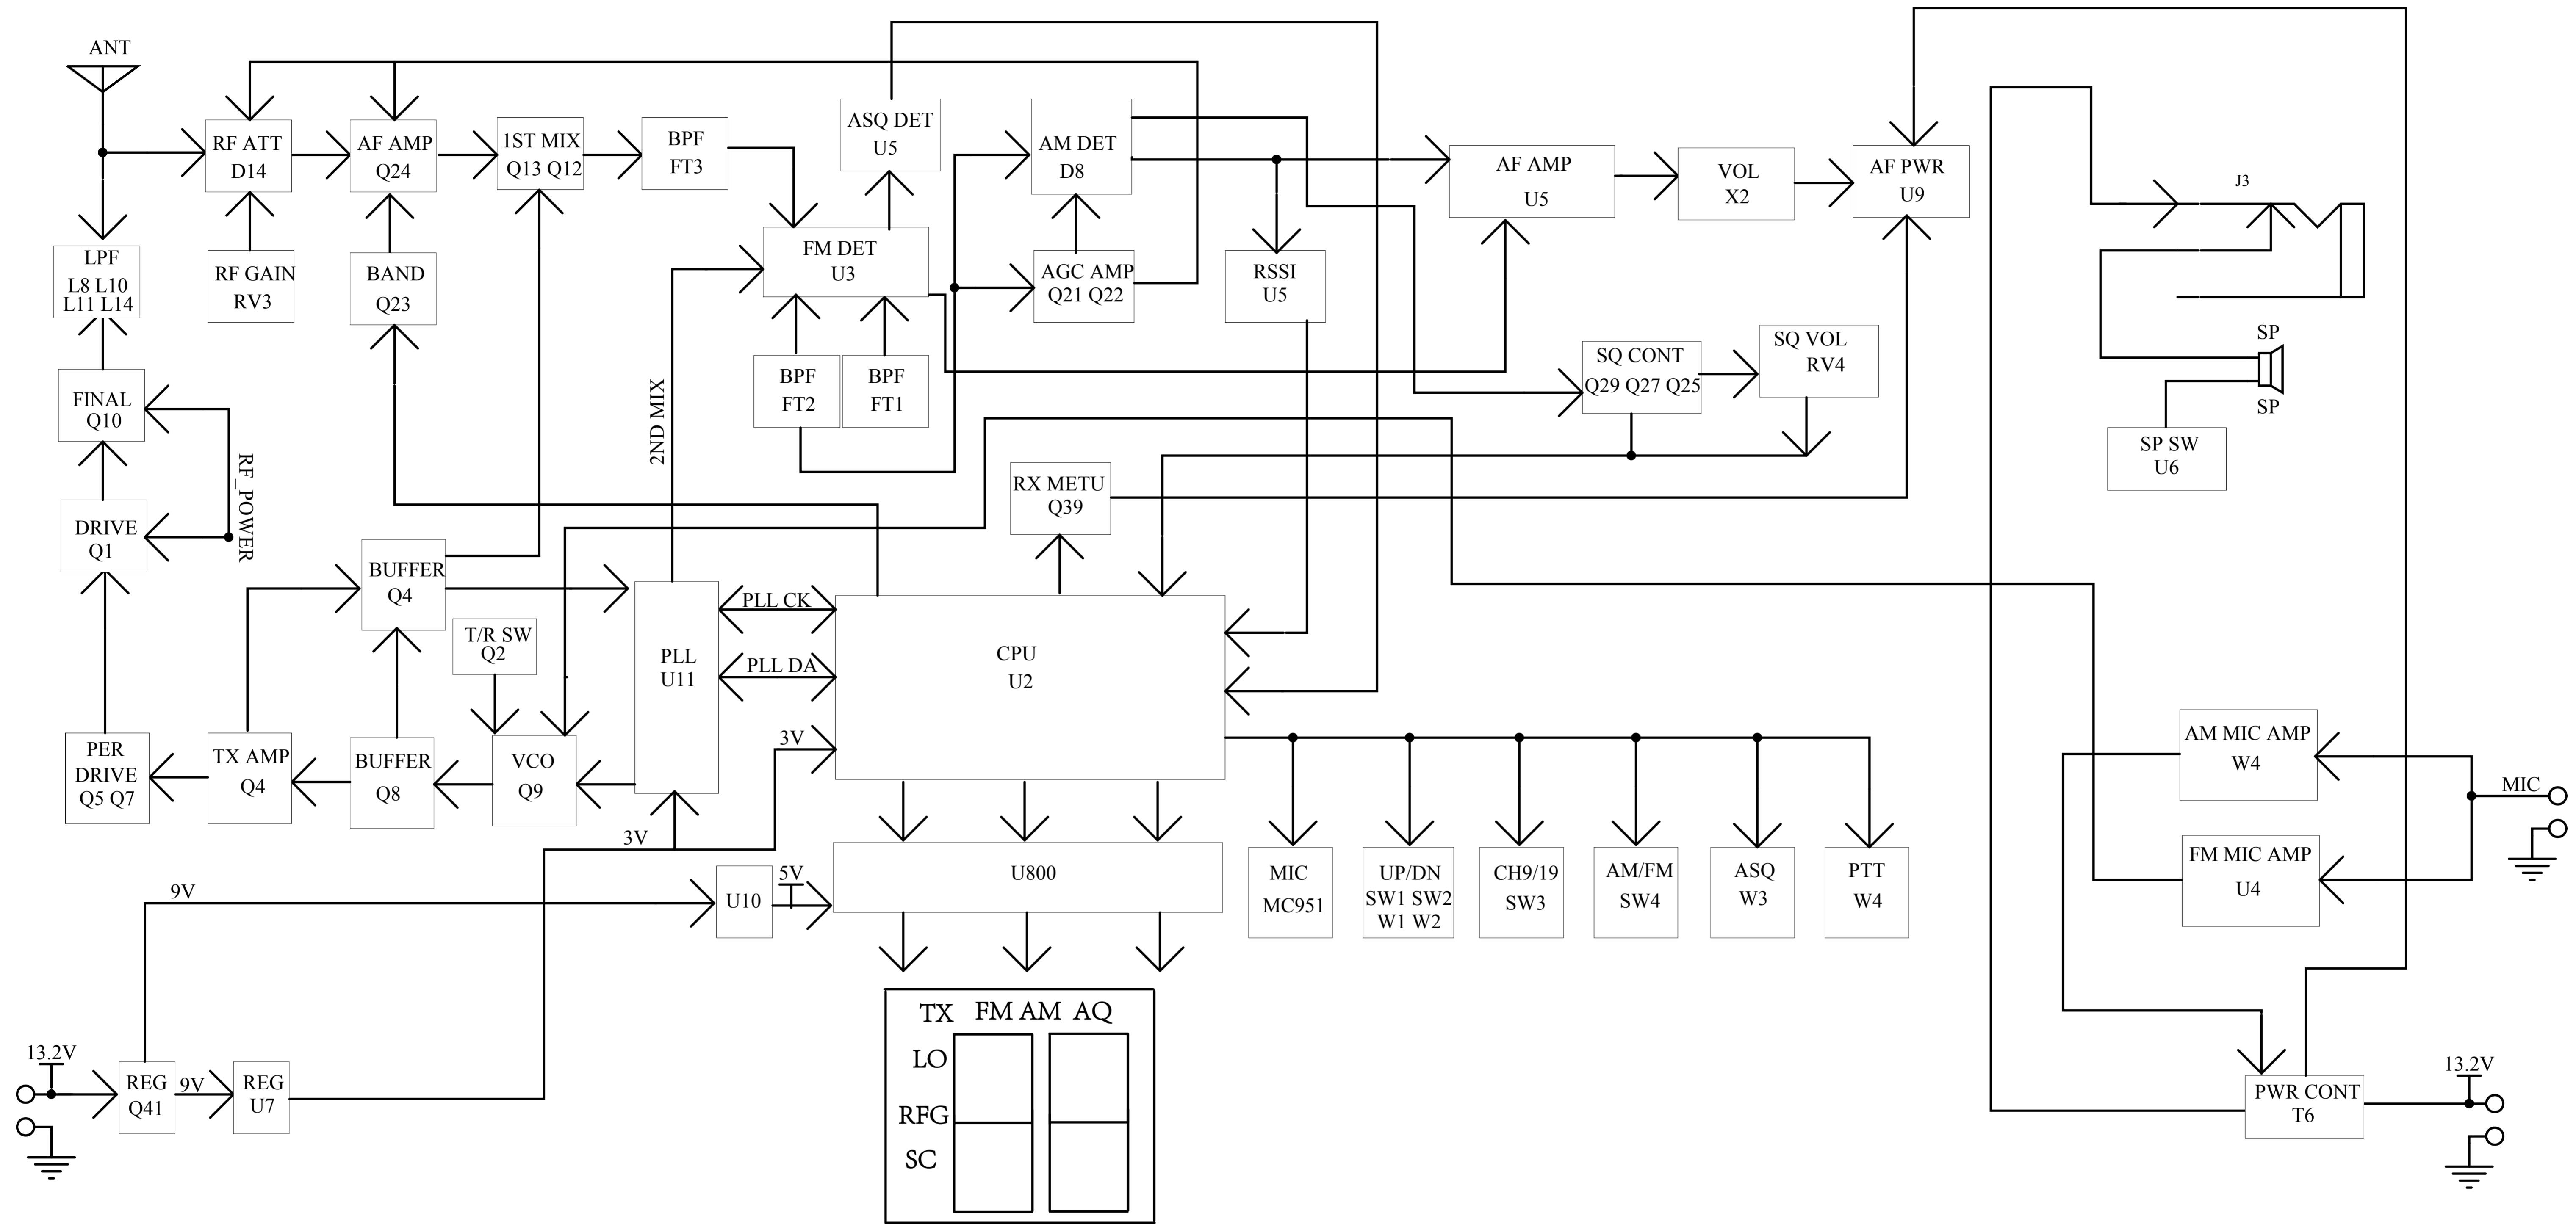 ANT
RF ATT
D14
AF AMP
Q24
1ST MIX
Q13 Q12
BPF
FT3
ASQ DET
U5
AM DET
D8
AF AMP
U5
VOL
X2
AF PWR
U9
J3
LPF
L8 L10
L11 L14
RF GAIN
RV3
BAND
Q23
FM DET
U3
AGC AMP
Q21 Q22
RSSI
U5
BPF
FT2
BPF
FT1
SQ CONT
Q29 Q27 Q25
SQ VOL
RV4
SP
SP
SP SW
U6
FINAL
Q10
RF_POWER
DRIVE
Q1
2ND MIX
RX METU
Q39
BUFFER
Q4
T/R SW
Q2
PLL
U11
PLL CK
PLL DA
CPU
U2
3V
PER
DRIVE
Q5 Q7
TX AMP
Q4
BUFFER
Q8
VCO
Q9
3V
AM MIC AMP
W4
MIC
FM MIC AMP
U4
9V
U10
5V
U800
MIC
MC951
UP/DN
SW1 SW2
W1 W2
CH9/19
SW3
AM/FM
SW4
ASQ
W3
PTT
W4
TX FM AM AQ
LO
RFG
SC
13.2V
REG
Q41
9V
REG
U7
PWR CONT
T6
13.2V